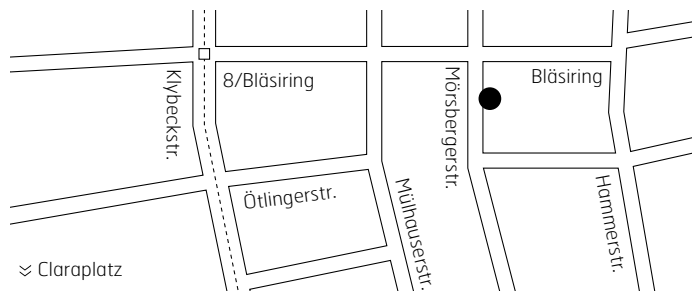 Klybeckstr.
8/Bläsiring
Mörsbergerstr.
Bläsiring
Ötlingerstr.
Mülhauserstr.
Hammerstr.
Claraplatz